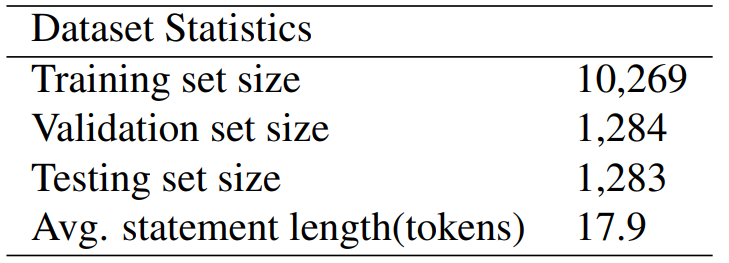 Dataset Statistics
Training set size 10,269
Validation set size 1,284
Testing set size 1,283
Avg. statement length(tokens) 17.9